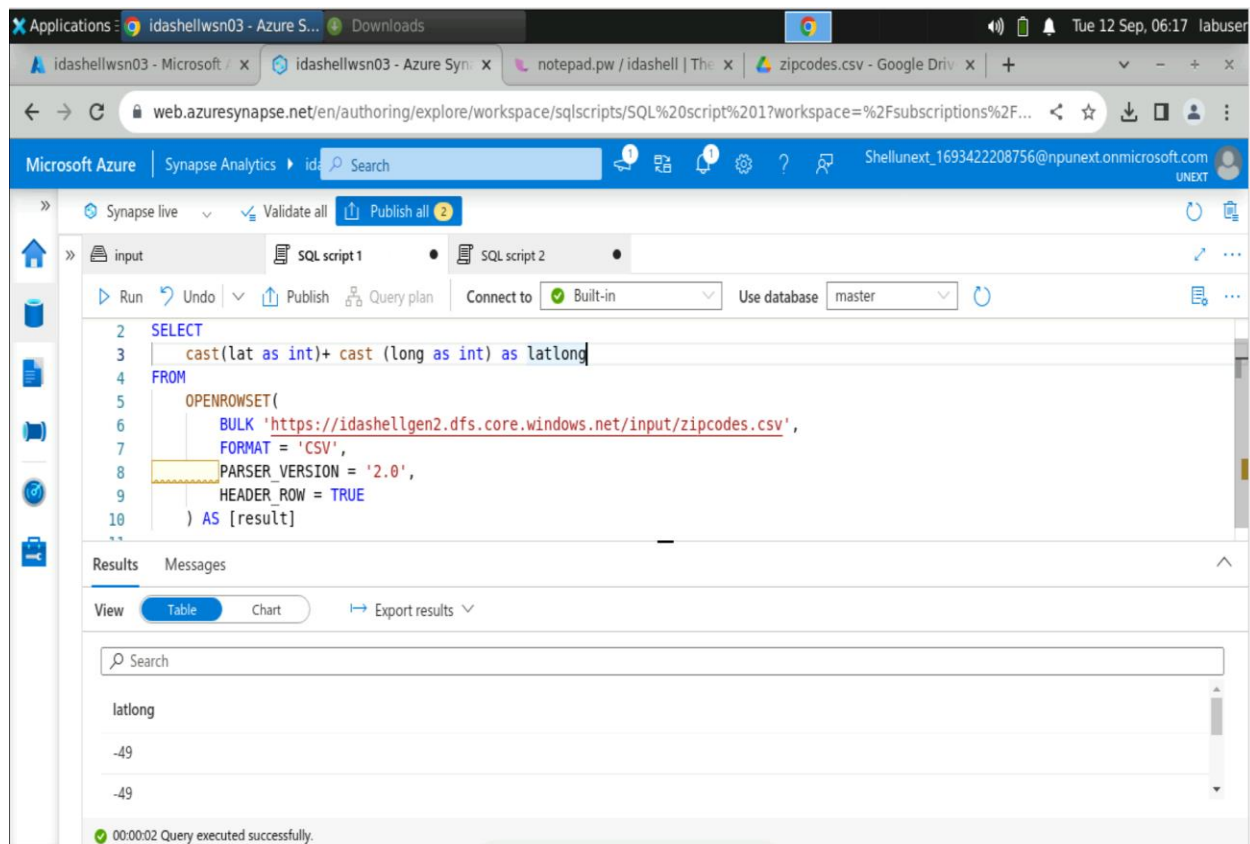 Applications idashellwsn03 - Azure S... Downloads Tue 12 Sep, 06:17 labuser
idashellwsn03 - Microsoft idashellwsn03 - Azure Syn notepad.pw / idashell | The zipcodes.csv - Google Driv
web.azuresynapse.net/en/authoring/explore/workspace/sqlscripts/SQL%20script%201?workspace=%2Fsubscriptions%2F...
Microsoft Azure Synapse Analytics ida Search 1 1 Shellunext_1693422208756@npunext.onmicrosoft.com
UNEXT
Synapse live Validate all Publish all 2
input SQL script 1 SQL script 2
Run Undo Publish Query plan Connect to Built-in Use database master
2 SELECT
3 cast(lat as int)+ cast (long as int) as latlong
4 FROM
5 OPENROWSET(
6 BULK 'https://idashellgen2.dfs.core.windows.net/input/zipcodes.csv',
7 FORMAT = 'CSV',
8 PARSER_VERSION = '2.0',
9 HEADER_ROW = TRUE
10 ) AS [result]
Results Messages
View Table Chart Export results
Search
latlong
-49
-49
00:00:02 Query executed successfully.